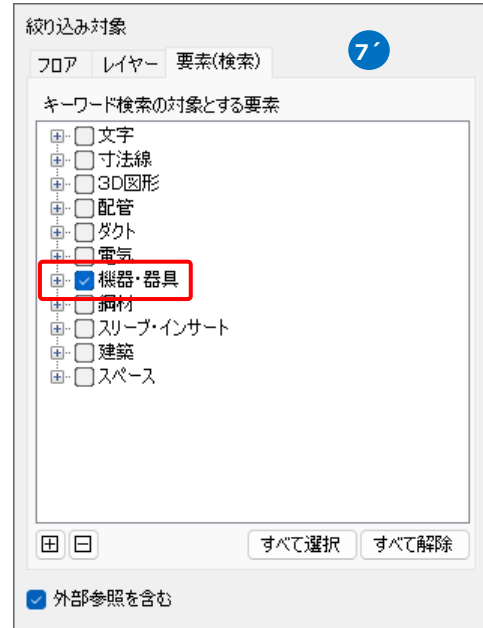 絞り込み対象
フロア レイヤー 要素(検索) 7´
キーワード検索の対象とする要素
文字
寸法線
3D図形
配管
ダクト
電気
機器・器具
鋼材
スリーブ・インサート
建築
スペース
すべて選択 すべて解除
外部参照を含む